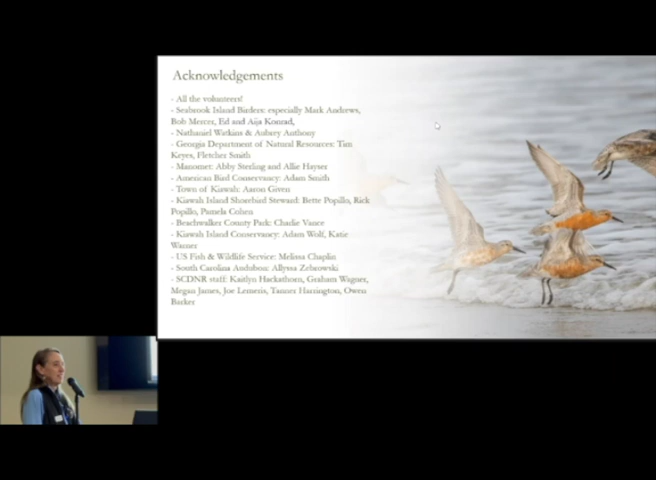 Acknowledgements
- All the volunteers!
- Seabrook Island Birders: especially Mark Andrews,
Bob Mercer, Ed and Aija Konrad,
- Nathaniel Watkins & Aubrey Anthony
- Georgia Department of Natural Resources: Tim
Keyes, Fletcher Smith
- Manomet: Abby Sterling and Allie Hayser
- American Bird Conservancy: Adam Smith
- Town of Kiawah: Aaron Given
- Kiawah Island Shorebird Steward: Bette Popillo, Rick
Popillo, Pamela Cohen
- Beachwalker County Park: Charlie Vance
- Kiawah Island Conservancy: Adam Wolf, Katie
- US Fish & Wildlife Service: Melissa Chaplin
- South Carolina Audubon: Allyssa Zebrowski
- SCDNR staff: Kaitlyn Hackathorn, Graham Wagner,
Megan James, Joe Lemeris, Tanner Harrington, Owen
Barker